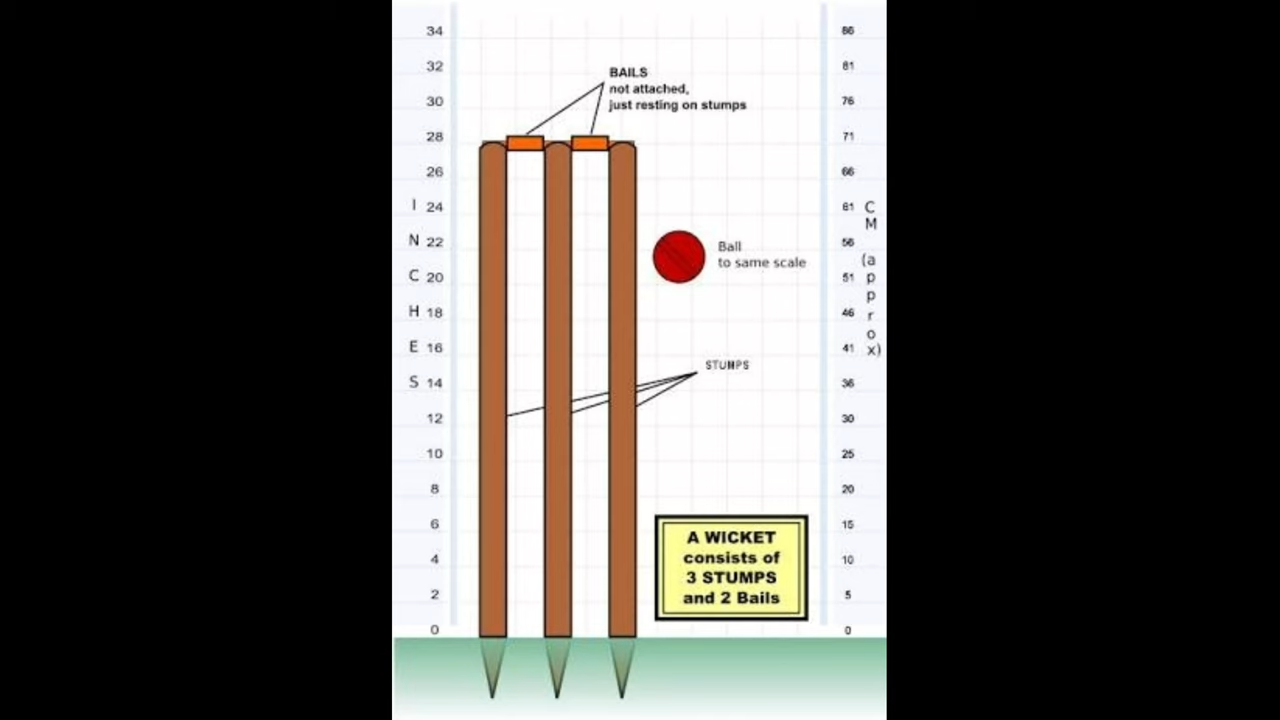 34 86
32 81
BAILS
not attached,
just resting on stumps
30 76
28 71
26 66
I 24 61 C
M
N 22 56
Ball
to same scale
(a
C 20 51 p
p
H 18 46 r
o
E 16 41 x)
STUMPS
S 14 36
12 30
10 25
8 20
6 15
A WICKET
consists of
3 STUMPS
and 2 Bails
4 10
2 5
0 0